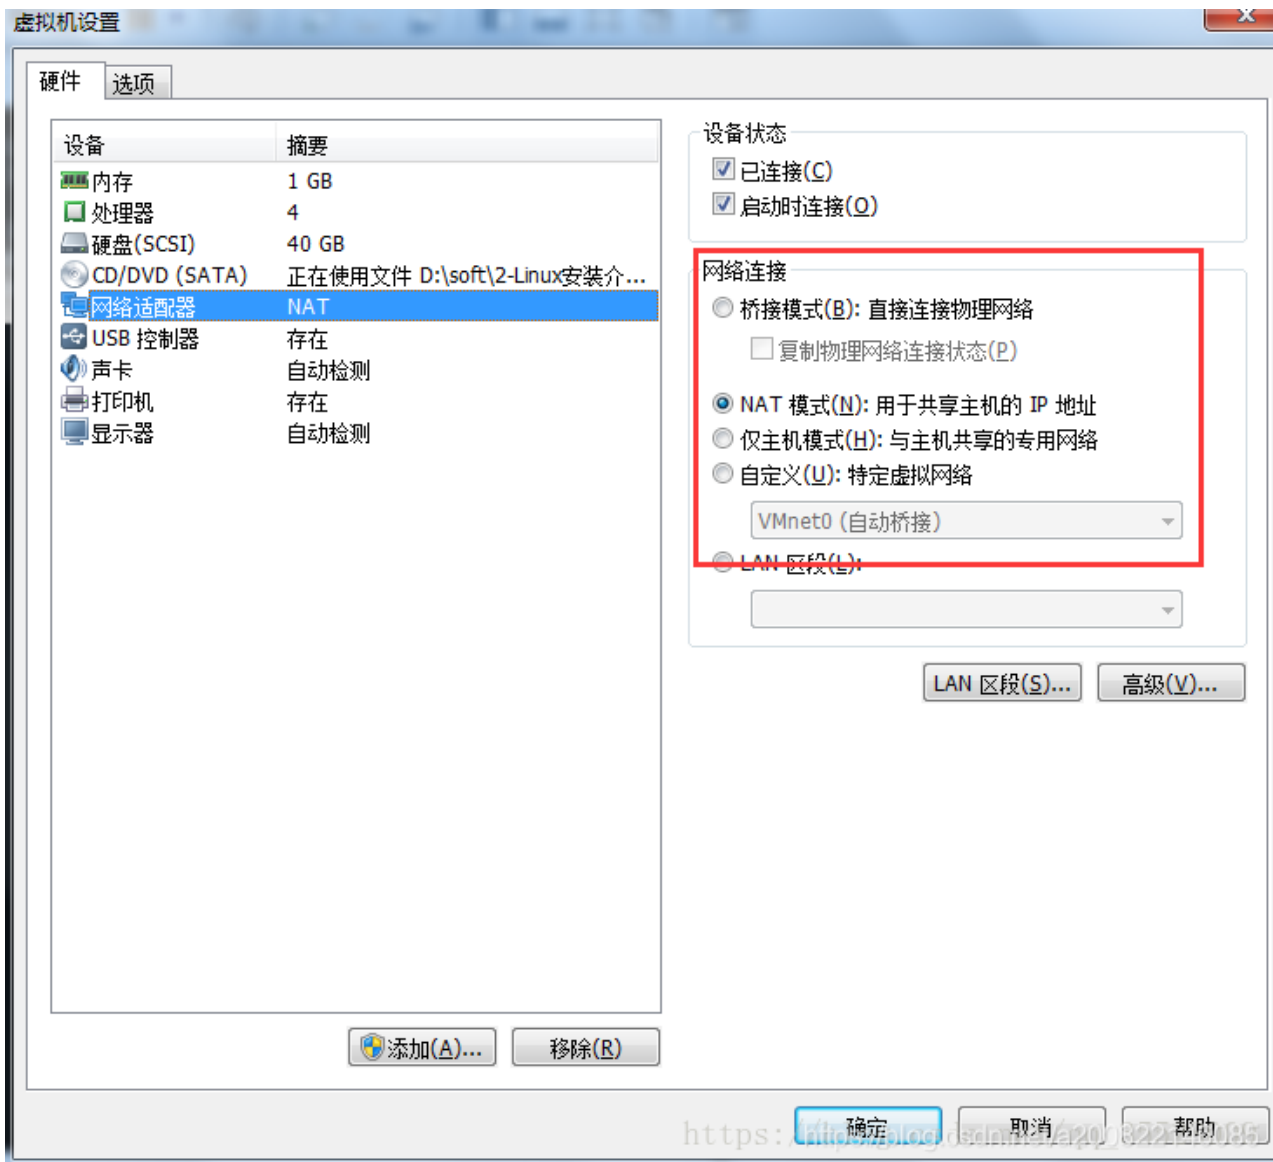 虚拟机设置
硬件
选项
设备 摘要
内存 1 GB
处理器 4
硬盘(SCSI) 40 GB
CD/DVD (SATA) 正在使用文件 D:\soft\2-Linux安装介...
网络适配器 NAT
USB 控制器 存在
声卡 自动检测
打印机 存在
显示器 自动检测
添加(A)...
移除(R)
设备状态
已连接(C)
启动时连接(O)
网络连接
桥接模式(B): 直接连接物理网络
复制物理网络连接状态(P)
NAT 模式(N): 用于共享主机的 IP 地址
仅主机模式(H): 与主机共享的专用网络
自定义(U): 特定虚拟网络
VMnet0 (自动桥接)
LAN 区段(L):
LAN 区段(S)...
高级(V)...
确定
取消
帮助